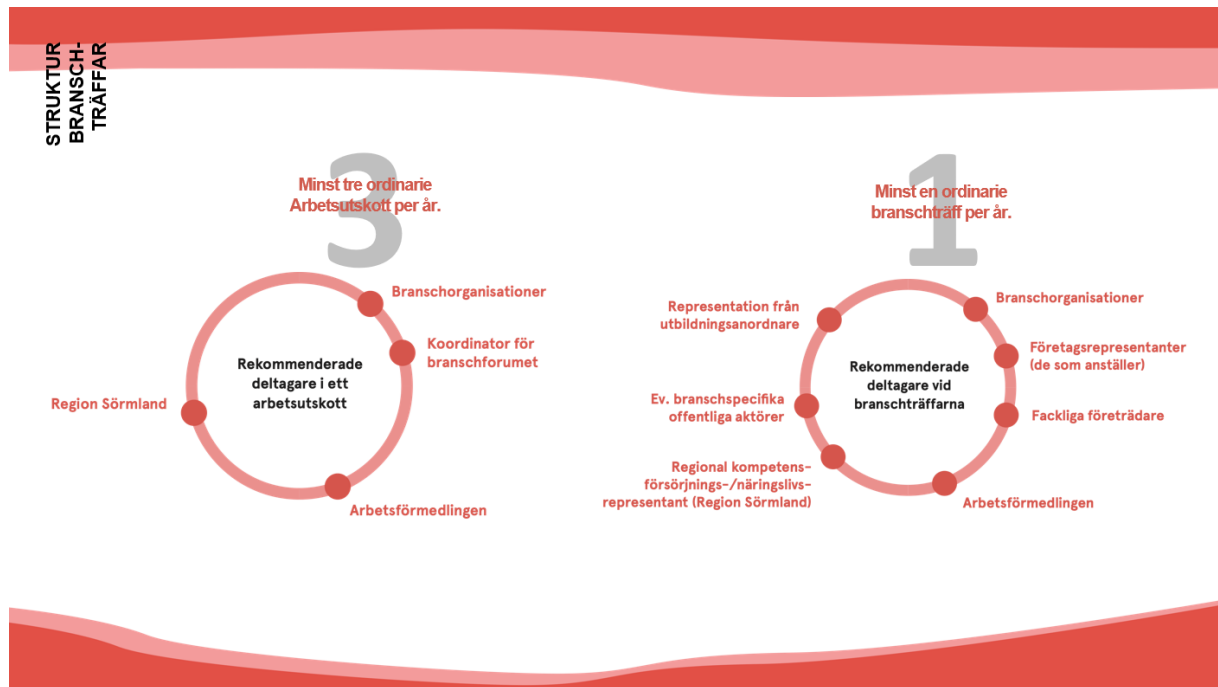 STRUKTUR
BRANSCH-
TRÄFFAR
3
Minst tre ordinarie
Arbetsutskott per år.
Branschorganisationer
Koordinator för
branschforumet
Rekommenderade
deltagare i ett
arbetsutskott
Region Sörmland
Arbetsförmedlingen
1
Minst en ordinarie
branschträff per år.
Representation från
utbildningsanordnare
Branschorganisationer
Företagsrepresentanter
(de som anställer)
Rekommenderade
deltagare vid
branschträffarna
Ev. branschspecifika
offentliga aktörer
Fackliga företrädare
Regional kompetens-
försörjnings-/näringslivs-
representant (Region Sörmland)
Arbetsförmedlingen